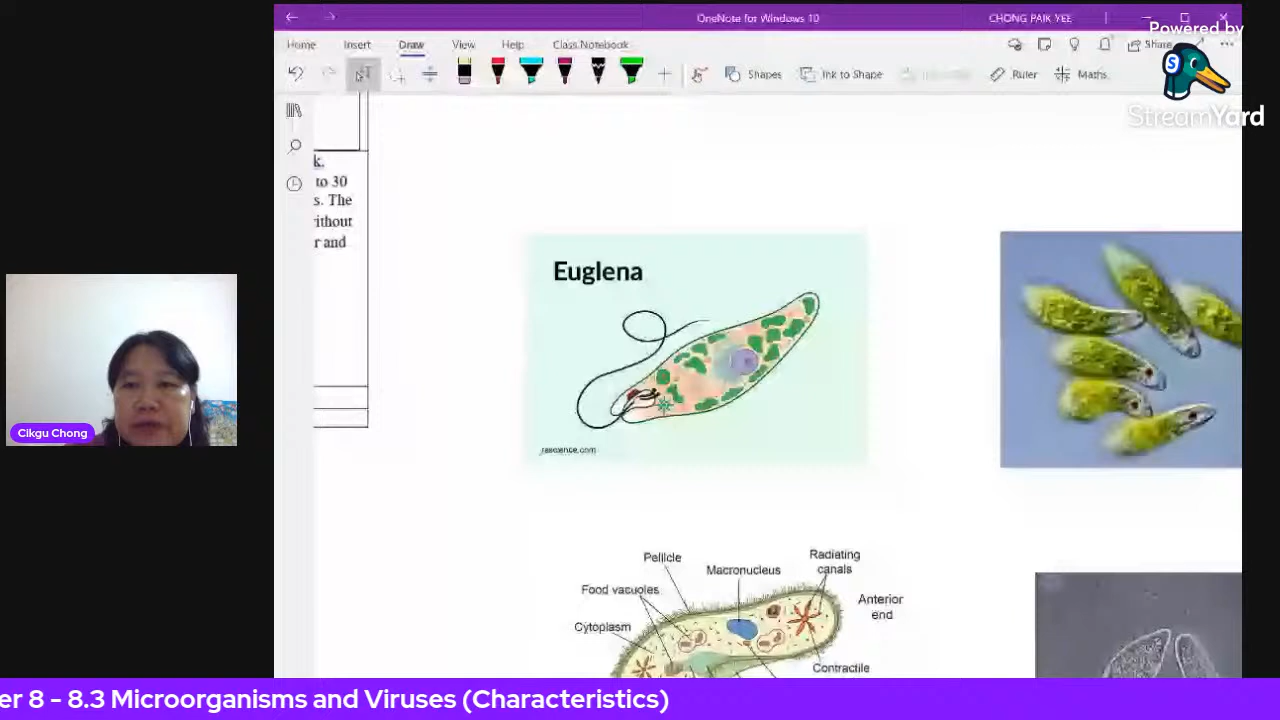 OneNote for Windows 10
CHONG PAIK YEE
Powered by
StreamYard
Home Insert Draw View Help Class Notebook
Share
Shapes
Ink to Shape
Ruler
Maths
k.
to 30
s. The
ithout
r and
Euglena
Cikgu Chong
Pellicle
Macronucleus
Radiating
canals
Food vacuoles
Anterior
end
Cytoplasm
Contractile
er 8 - 8.3 Microorganisms and Viruses (Characteristics)